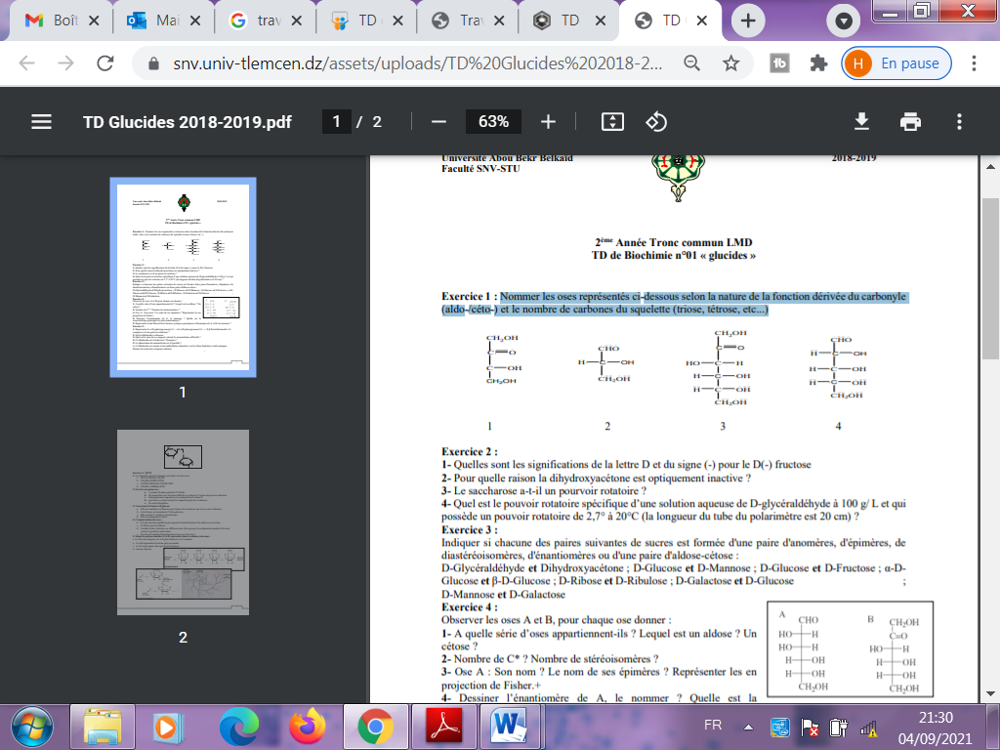 Boît
Mai
trav
TD
Tra
TD
TD
snv.univ-tlemcen.dz/assets/uploads/TD%20Glucides%202018-2...
H En pause
TD Glucides 2018-2019.pdf
1 / 2
63%
Université Abou Bekr Belkaïd 2018-2019
Faculté SNV-STU
2ème Année Tronc commun LMD
TD de Biochimie n°01 « glucides »
Exercice 1 : Nommer les oses représentés ci-dessous selon la nature de la fonction dérivée du carbonyle
(aldo-/céto-) et le nombre de carbones du squelette (triose, tétrose, etc...)
CH2OH
C=O
C-OH
CH2OH
CHO
H-C-OH
CH2OH
CH2OH
C=O
HO-C-H
H-C-OH
H-C-OH
CH2OH
CHO
H-C-OH
H-C-OH
H-C-OH
CH2OH
1 2 3 4
Exercice 2 :
1- Quelles sont les significations de la lettre D et du signe (-) pour le D(-) fructose
2- Pour quelle raison la dihydroxyacétone est optiquement inactive ?
3- Le saccharose a-t-il un pourvoir rotatoire ?
4- Quel est le pouvoir rotatoire spécifique d'une solution aqueuse de D-glycéraldéhyde à 100 g/ L et qui
possède un pouvoir rotatoire de 2,7° à 20°C (la longueur du tube du polarimètre est 20 cm) ?
Exercice 3 :
Indiquer si chacune des paires suivantes de sucres est formée d'une paire d'anomères, d'épimères, de
diastéréoisomères, d'énantiomères ou d'une paire d'aldose-cétose :
D-Glycéraldéhyde et Dihydroxyacétone ; D-Glucose et D-Mannose ; D-Glucose et D-Fructose ; α-D-
Glucose et β-D-Glucose ; D-Ribose et D-Ribulose ; D-Galactose et D-Glucose ;
D-Mannose et D-Galactose
Exercice 4 :
Observer les oses A et B, pour chaque ose donner :
1- A quelle série d'oses appartiennent-ils ? Lequel est un aldose ? Un
cétose ?
2- Nombre de C* ? Nombre de stéréoisomères ?
3- Ose A : Son nom ? Le nom de ses épimères ? Représenter les en
projection de Fisher.+
4- Dessiner l'énantiomère de A, le nommer ? Quelle est la
A
CHO
HO-H
HO-H
H-OH
H-OH
CH2OH
B
CH2OH
C=O
HO-H
H-OH
H-OH
CH2OH
1
2
FR
21:30
04/09/2021